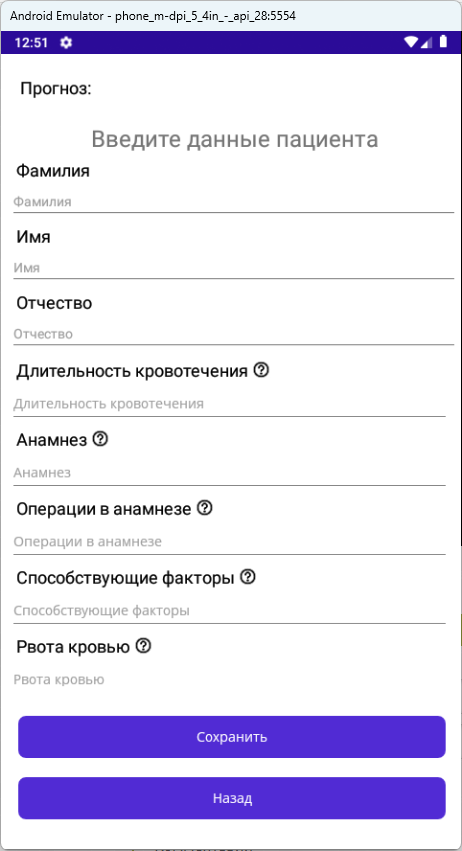 Android Emulator - phone_m-dpi_5_4in_-_api_28:5554
12:51
Прогноз:
Введите данные пациента
Фамилия
Фамилия
Имя
Имя
Отчество
Отчество
Длительность кровотечения
Длительность кровотечения
Анамнез
Анамнез
Операции в анамнезе
Операции в анамнезе
Способствующие факторы
Способствующие факторы
Рвота кровью
Рвота кровью
Сохранить
Назад